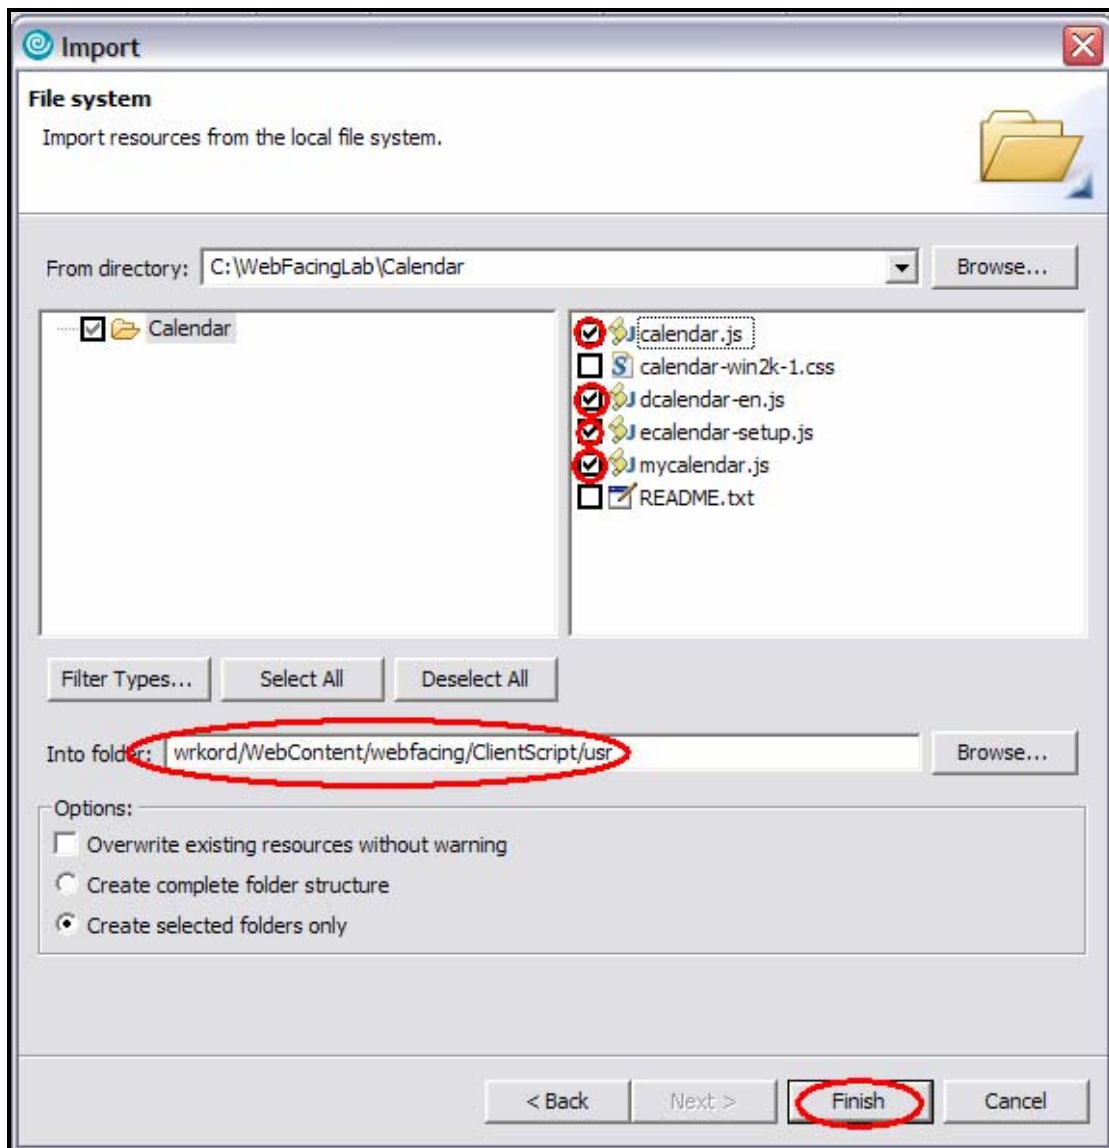 Import
File system
Import resources from the local file system.
From directory: C:\WebFacingLab\Calendar Browse...
Calendar
calendar.js
calendar-win2k-1.css
dcalendar-en.js
ecalendar-setup.js
mycalendar.js
README.txt
Filter Types... Select All Deselect All
Into folder: wrkord/WebContent/webfacing/ClientScript/usr Browse...
Options:
Overwrite existing resources without warning
Create complete folder structure
Create selected folders only
< Back Next > Finish Cancel